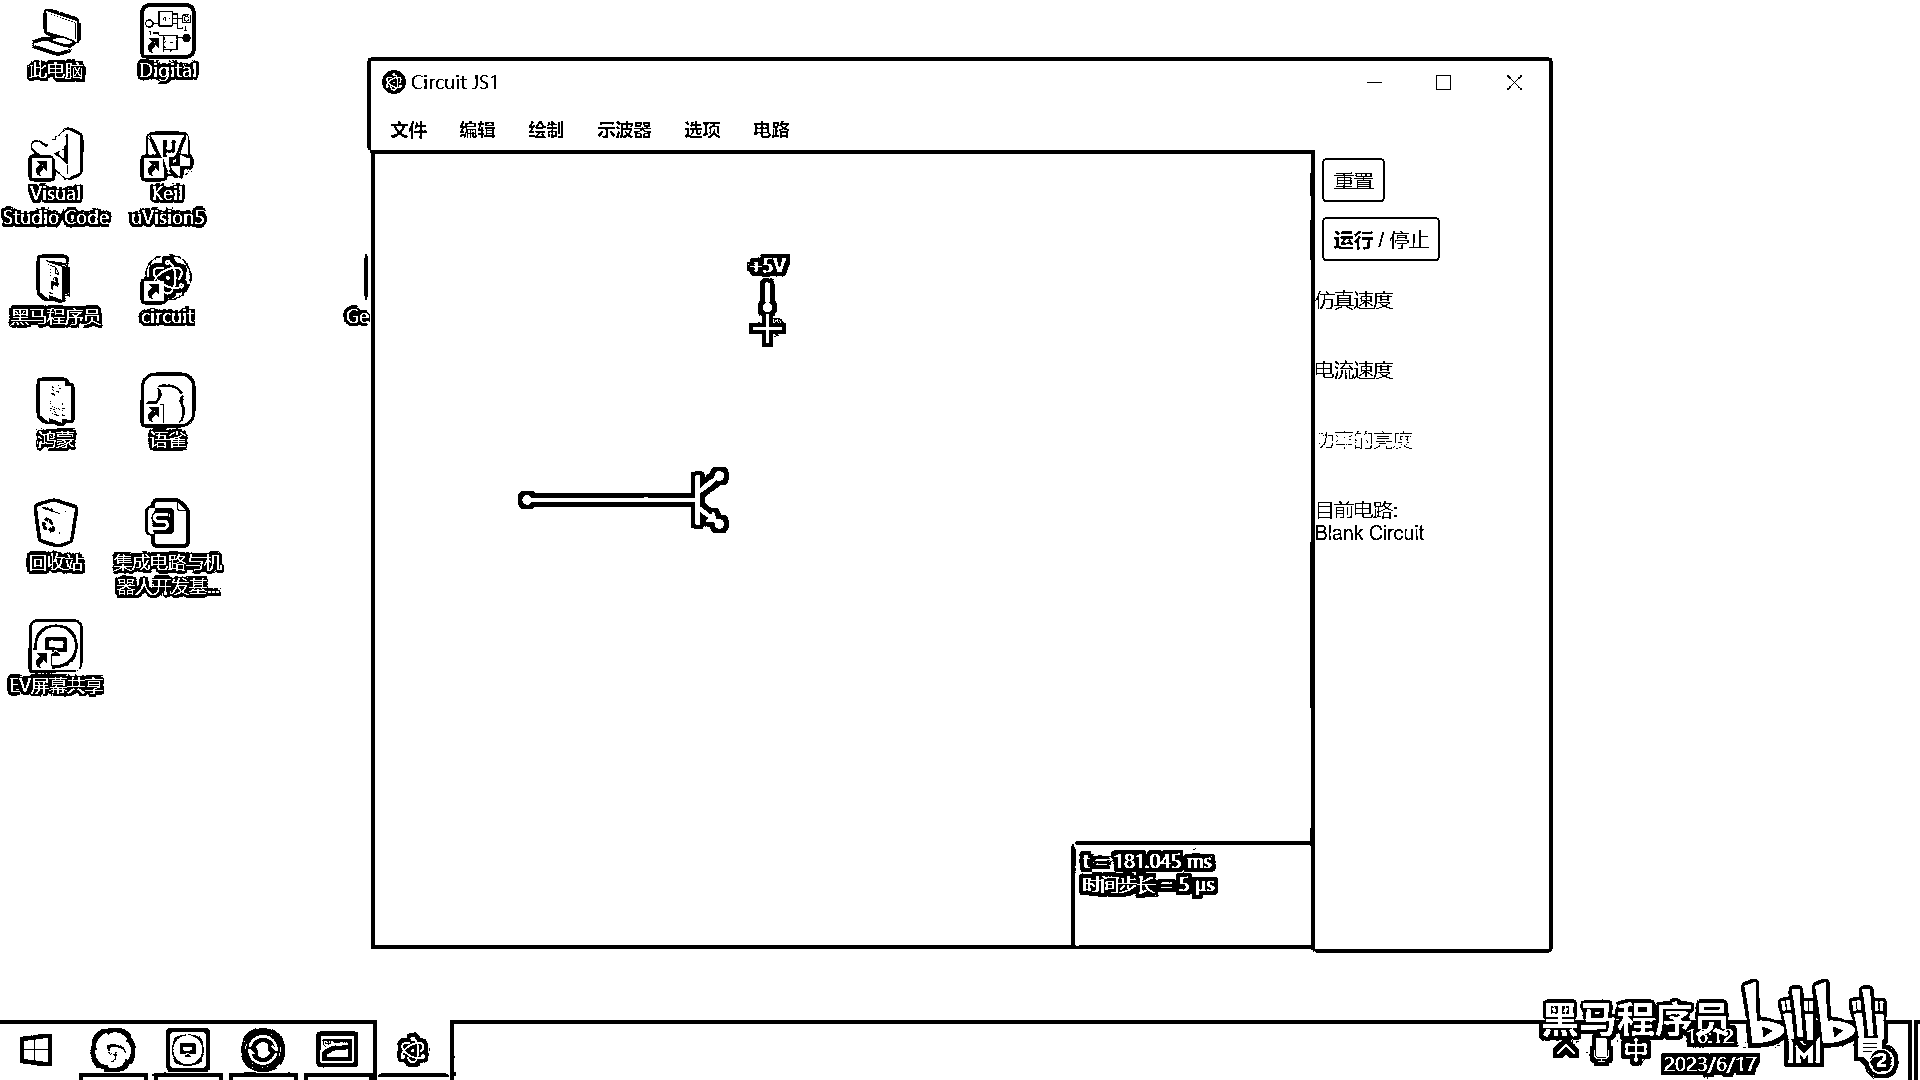 此电脑
Digital
Visual
Studio Code
Keil
uVision5
黑马程序员
circuit
Ge
鸿蒙
语雀
回收站
集成电路与机
器人开发基...
EV屏幕共享
Circuit JS1
文件 编辑 绘制 示波器 选项 电路
+5V
重置
运行 / 停止
仿真速度
电流速度
功率的亮度
目前电路:
Blank Circuit
t = 181.045 ms
时间步长 = 5 μs
黑马程序员 bilibili
中
16:12
2023/6/17
2